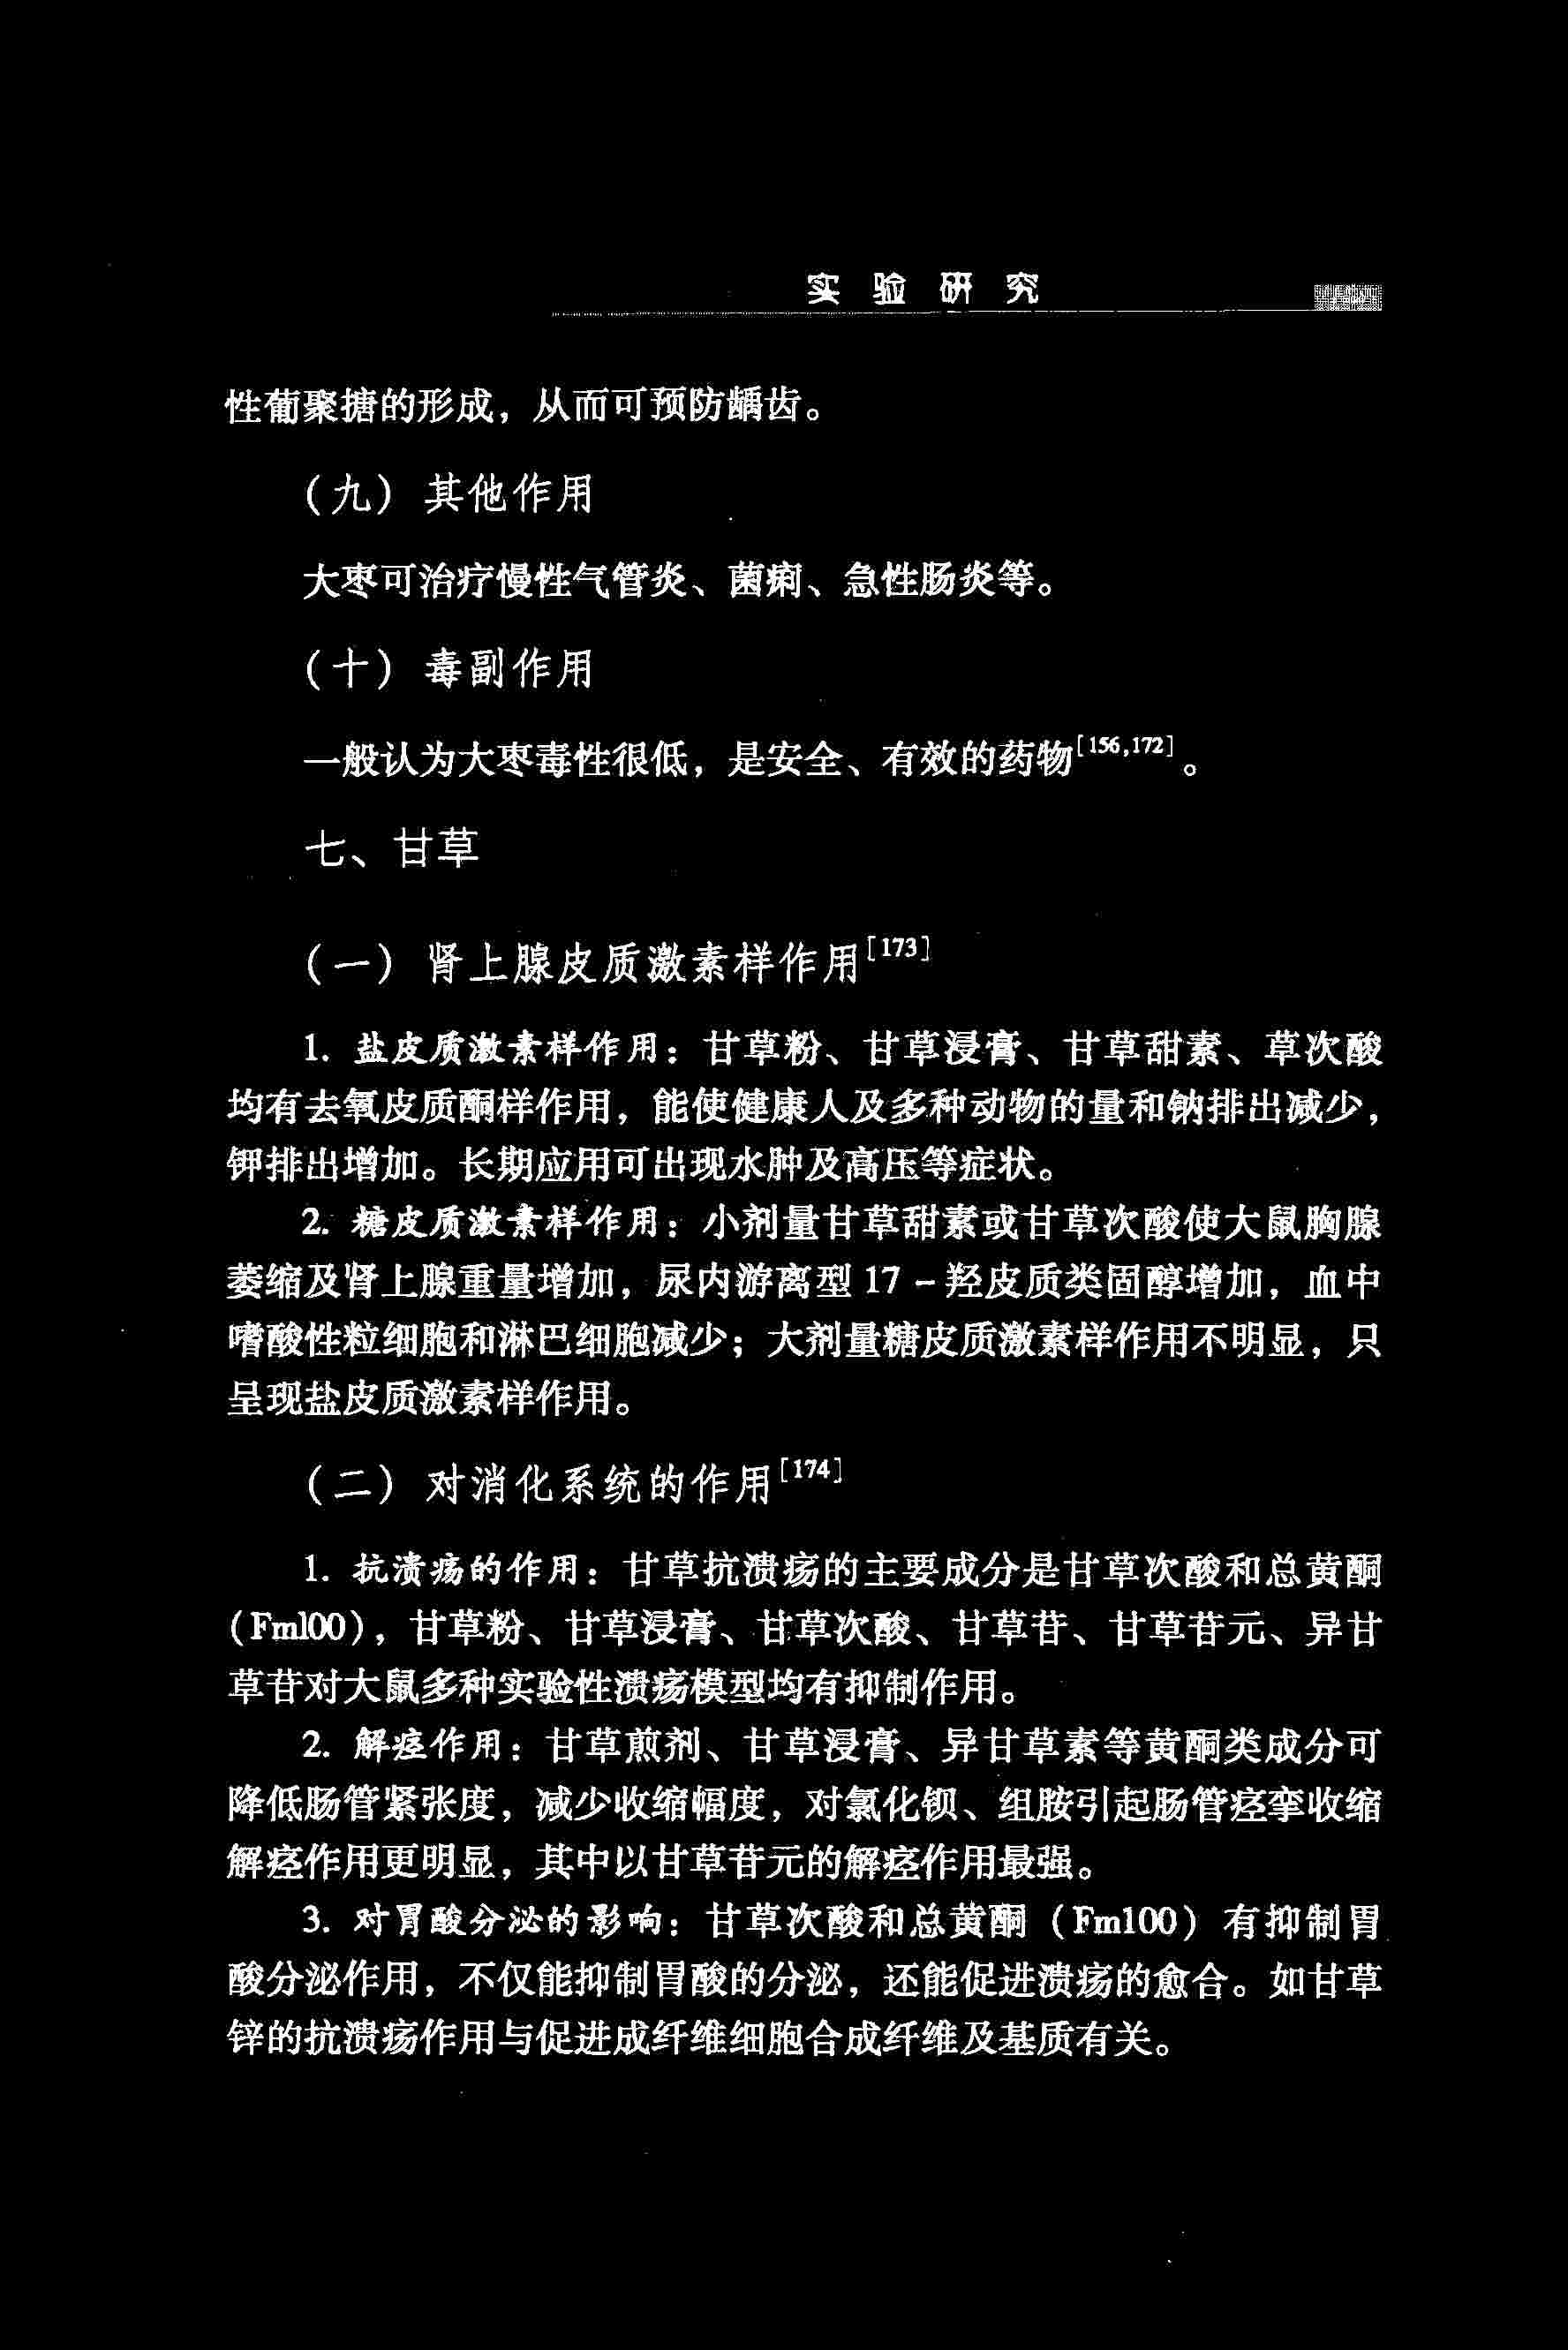 实验研究
性葡聚搪的形成，从而可预防龋齿。
（九） 其他作用
大枣可治疗慢性气管炎、菌痢、急性肠炎等。
（十） 毒副作用
一般认为大枣毒性很低，是安全、有效的药物[156,172]。
七、甘草
（一） 肾上腺皮质激素样作用[173]
1. 盐皮质激素样作用：甘草粉、甘草浸膏、甘草甜素、草次酸
均有去氧皮质酮样作用，能使健康人及多种动物的量和钠排出减少，
钾排出增加。长期应用可出现水肿及高压等症状。
2. 糖皮质激素样作用：小剂量甘草甜素或甘草次酸使大鼠胸腺
萎缩及肾上腺重量增加，尿内游离型17－羟皮质类固醇增加，血中
嗜酸性粒细胞和淋巴细胞减少；大剂量糖皮质激素样作用不明显，只
呈现盐皮质激素样作用。
（二） 对消化系统的作用[174]
1. 抗溃疡的作用：甘草抗溃疡的主要成分是甘草次酸和总黄酮
（Fml00），甘草粉、甘草浸膏、甘草次酸、甘草苷、甘草苷元、异甘
草苷对大鼠多种实验性溃疡模型均有抑制作用。
2. 解痉作用：甘草煎剂、甘草浸膏、异甘草素等黄酮类成分可
降低肠管紧张度，减少收缩幅度，对氯化钡、组胺引起肠管痉挛收缩
解痉作用更明显，其中以甘草苷元的解痉作用最强。
3. 对胃酸分泌的影响：甘草次酸和总黄酮（Fm100）有抑制胃
酸分泌作用，不仅能抑制胃酸的分泌，还能促进溃疡的愈合。如甘草
锌的抗溃疡作用与促进成纤维细胞合成纤维及基质有关。